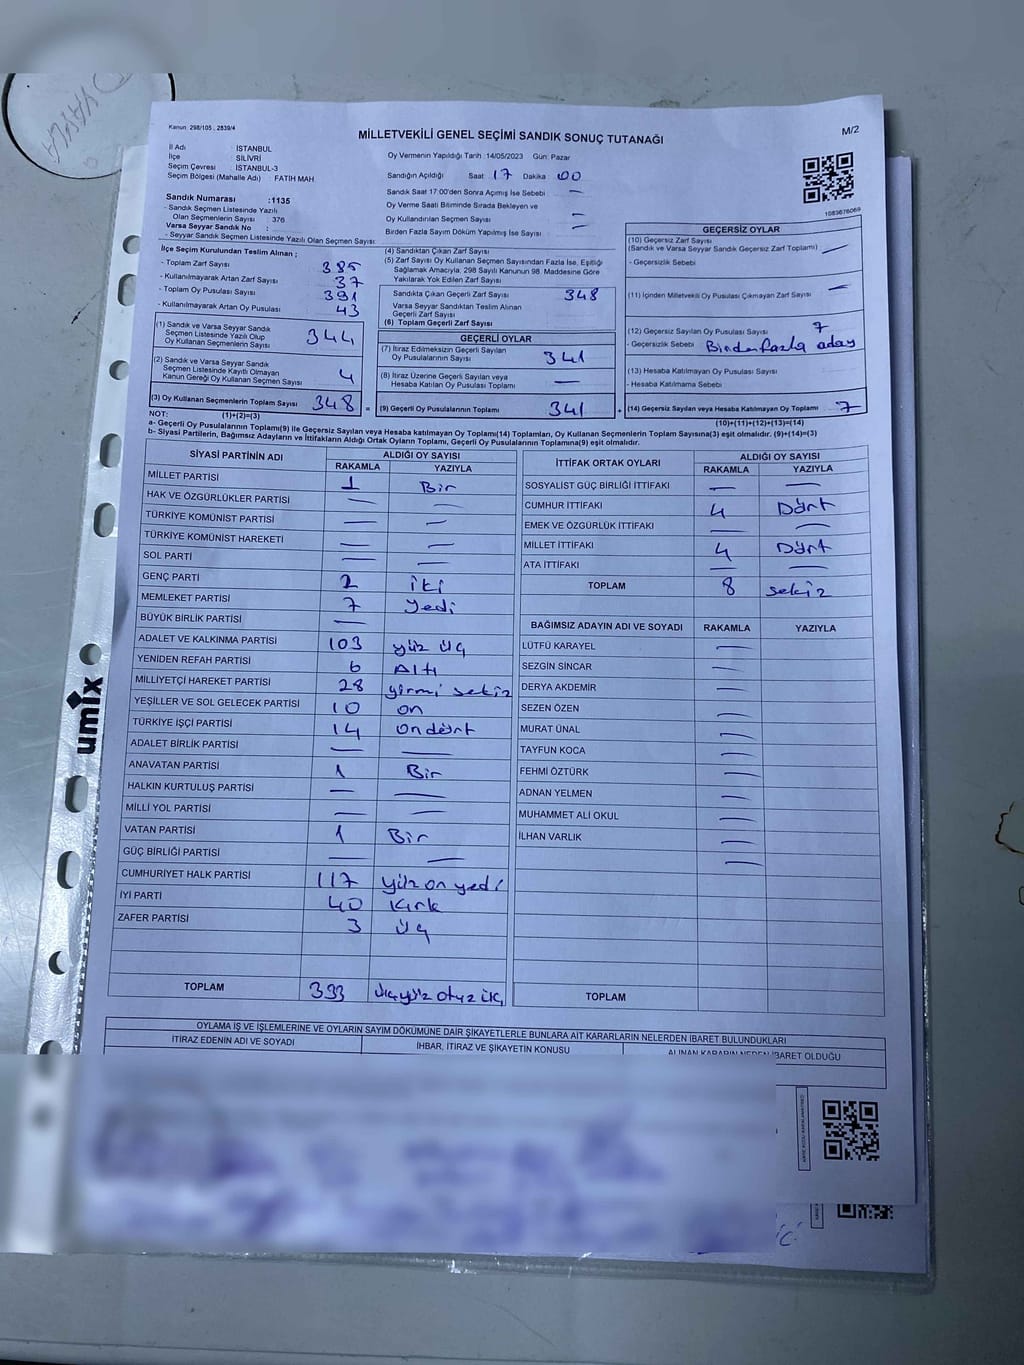 Kanun: 298/105, 2839/4
MİLLETVEKİLİ GENEL SEÇİMİ SANDIK SONUÇ TUTANAĞI
M/2
İl Adı : İSTANBUL
İlçe : SİLİVRİ
Seçim Çevresi : İSTANBUL-3
Seçim Bölgesi (Mahalle Adı) : FATİH MAH
Oy Vermenin Yapıldığı Tarih :14/05/2023 Gün: Pazar
Sandığın Açıldığı Saat 17 Dakika 00
Sandık Saat 17:00'den Sonra Açılmış İse Sebebi —
Oy Verme Saati Bitiminde Sırada Bekleyen ve
Oy Kullandırılan Seçmen Sayısı —
Birden Fazla Sayım Döküm Yapılmış İse Sayısı —
1083676069
Sandık Numarası :1135
- Sandık Seçmen Listesinde Yazılı
Olan Seçmenlerin Sayısı : 376
Varsa Seyyar Sandık No :
- Seyyar Sandık Seçmen Listesinde Yazılı Olan Seçmen Sayısı:
İlçe Seçim Kurulundan Teslim Alınan ;
- Toplam Zarf Sayısı 385
- Kullanılmayarak Artan Zarf Sayısı 37
- Toplam Oy Pusulası Sayısı 391
- Kullanılmayarak Artan Oy Pusulası 43
(1) Sandık ve Varsa Seyyar Sandık
Seçmen Listesinde Yazılı Olup
Oy Kullanan Seçmenlerin Sayısı 344
(2) Sandık ve Varsa Seyyar Sandık
Seçmen Listesinde Kayıtlı Olmayan
Kanun Gereği Oy Kullanan Seçmen Sayısı 4
(3) Oy Kullanan Seçmenlerin Toplam Sayısı 348 =
(4) Sandıktan Çıkan Zarf Sayısı
(5) Zarf Sayısı Oy Kullanan Seçmen Sayısından Fazla İse, Eşitliği
Sağlamak Amacıyla, 298 Sayılı Kanunun 98. Maddesine Göre
Yakılarak Yok Edilen Zarf Sayısı
Sandıkta Çıkan Geçerli Zarf Sayısı 348
Varsa Seyyar Sandıktan Teslim Alınan
Geçerli Zarf Sayısı
(6) Toplam Geçerli Zarf Sayısı
GEÇERLİ OYLAR
(7) İtiraz Edilmeksizin Geçerli Sayılan
Oy Pusulalarının Sayısı 341
(8) İtiraz Üzerine Geçerli Sayılan veya
Hesaba Katılan Oy Pusulası Toplamı —
(9) Geçerli Oy Pusulalarının Toplamı 341 +
GEÇERSİZ OYLAR
(10) Geçersiz Zarf Sayısı
(Sandık ve Varsa Seyyar Sandık Geçersiz Zarf Toplamı) —
- Geçersizlik Sebebi
(11) İçinden Milletvekili Oy Pusulası Çıkmayan Zarf Sayısı —
(12) Geçersiz Sayılan Oy Pusulası Sayısı 7
- Geçersizlik Sebebi Birdenfazla aday
(13) Hesaba Katılmayan Oy Pusulası Sayısı
- Hesaba Katılmama Sebebi
(14) Geçersiz Sayılan veya Hesaba Katılmayan Oy Toplamı 7
NOT: (1)+(2)=(3)
(10)+(11)+(12)+(13)=(14)
a- Geçerli Oy Pusulalarının Toplamı(9) ile Geçersiz Sayılan veya Hesaba Katılmayan Oy Toplamı(14) Toplamları, Oy Kullanan Seçmenlerin Toplam Sayısına(3) eşit olmalıdır. (9)+(14)=(3)
b- Siyasi Partilerin, Bağımsız Adayların ve İttifakların Aldığı Ortak Oyların Toplamı, Geçerli Oy Pusulalarının Toplamına(9) eşit olmalıdır.
SİYASİ PARTİNİN ADI ALDIĞI OY SAYISI
RAKAMLA YAZIYLA
MİLLET PARTİSİ 1 Bir
HAK VE ÖZGÜRLÜKLER PARTİSİ — —
TÜRKİYE KOMÜNİST PARTİSİ — —
TÜRKİYE KOMÜNİST HAREKETİ — —
SOL PARTİ — —
GENÇ PARTİ 2 iki
MEMLEKET PARTİSİ 7 yedi
BÜYÜK BİRLİK PARTİSİ —
ADALET VE KALKINMA PARTİSİ 103 yüz üç
YENİDEN REFAH PARTİSİ 6 Altı
MİLLİYETÇİ HAREKET PARTİSİ 28 yirmi sekiz
YEŞİLLER VE SOL GELECEK PARTİSİ 10 on
TÜRKİYE İŞÇİ PARTİSİ 14 ondört
ADALET BİRLİK PARTİSİ — —
ANAVATAN PARTİSİ 1 Bir
HALKIN KURTULUŞ PARTİSİ — —
MİLLİ YOL PARTİSİ — —
VATAN PARTİSİ 1 Bir
GÜÇ BİRLİĞİ PARTİSİ — —
CUMHURİYET HALK PARTİSİ 117 yüz on yedi
İYİ PARTİ 40 kırk
ZAFER PARTİSİ 3 üç
TOPLAM 333 üçyüz otuz üç
İTTİFAK ORTAK OYLARI ALDIĞI OY SAYISI
RAKAMLA YAZIYLA
SOSYALİST GÜÇ BİRLİĞİ İTTİFAKI — —
CUMHUR İTTİFAKI 4 Dört
EMEK VE ÖZGÜRLÜK İTTİFAKI — —
MİLLET İTTİFAKI 4 Dört
ATA İTTİFAKI — —
TOPLAM 8 sekiz
BAĞIMSIZ ADAYIN ADI VE SOYADI RAKAMLA YAZIYLA
LÜTFÜ KARAYEL —
SEZGİN SİNCAR —
DERYA AKDEMİR —
SEZEN ÖZEN —
MURAT ÜNAL —
TAYFUN KOCA —
FEHMİ ÖZTÜRK —
ADNAN YELMEN —
MUHAMMET ALİ OKUL —
İLHAN VARLIK —
—
TOPLAM
OYLAMA İŞ VE İŞLEMLERİNE VE OYLARIN SAYIM DÖKÜMÜNE DAİR ŞİKAYETLERLE BUNLARA AİT KARARLARIN NELERDEN İBARET BULUNDUKLARI
İTİRAZ EDENİN ADI VE SOYADI İHBAR, İTİRAZ VE ŞİKAYETİN KONUSU ALINAN KARARIN NEDEN İBARET OLDUĞU
umix